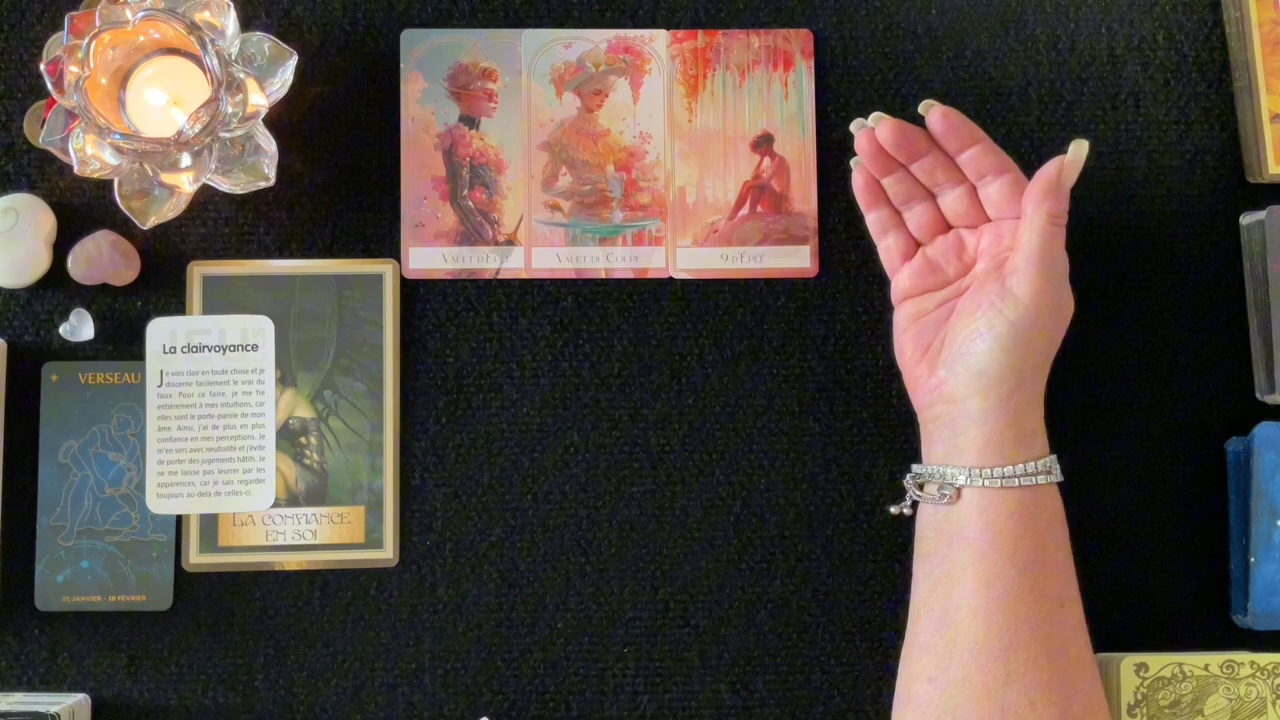 VALET D'ÉPÉE
VALET DE COUPE
9 D'ÉPÉE
La clairvoyance
Je vois clair en toute chose et je
discerne facilement le vrai du
faux. Pour ce faire, je me fie
entièrement à mes intuitions, car
elles sont le porte-parole de mon
âme. Ainsi, j'ai de plus en plus
confiance en mes perceptions. Je
m'en sers avec neutralité et j'évite
de porter des jugements hâtifs. Je
ne me laisse pas leurrer par les
apparences, car je sais regarder
toujours au-delà de celles-ci.
VERSEAU
LA CONFIANCE
EN SOI
JANVIER - 18 FÉVRIER